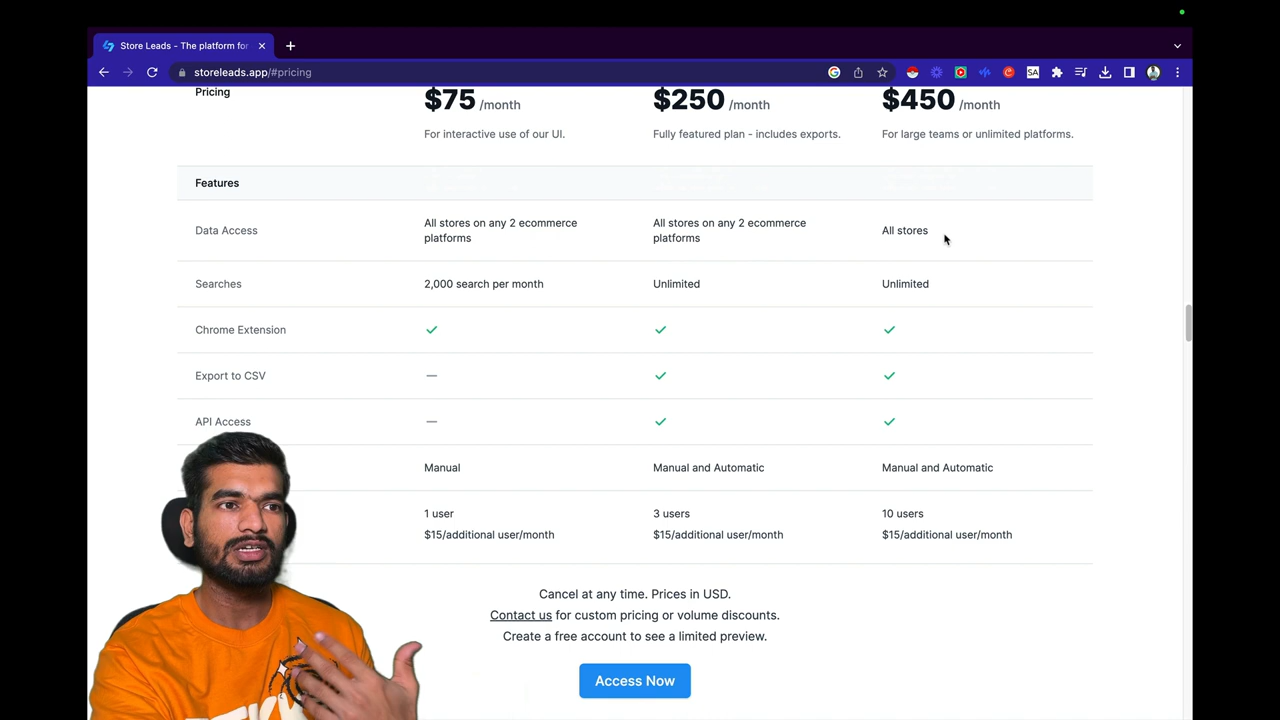 Store Leads - The platform for
storeleads.app/#pricing
SA
Pricing
$75 /month
$250 /month
$450 /month
For interactive use of our UI.
Fully featured plan - includes exports.
For large teams or unlimited platforms.
Features
Data Access
All stores on any 2 ecommerce
platforms
All stores on any 2 ecommerce
platforms
All stores
Searches
2,000 search per month
Unlimited
Unlimited
Chrome Extension
Export to CSV
API Access
Manual
Manual and Automatic
Manual and Automatic
1 user
$15/additional user/month
3 users
$15/additional user/month
10 users
$15/additional user/month
Cancel at any time. Prices in USD.
Contact us for custom pricing or volume discounts.
Create a free account to see a limited preview.
Access Now